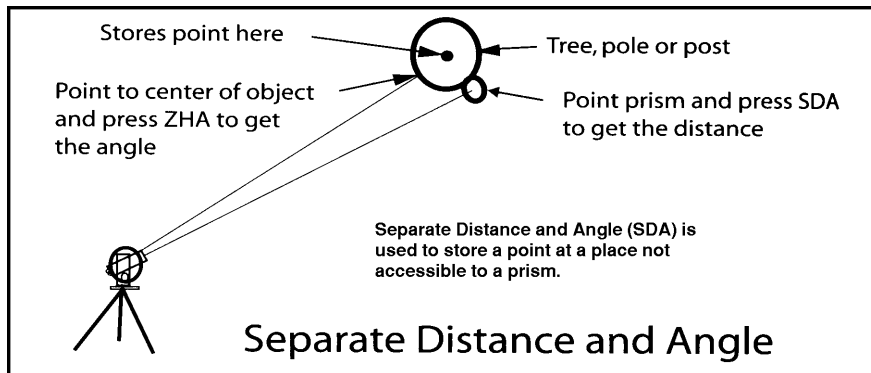 Stores point here
Tree, pole or post
Point to center of object
and press ZHA to get
the angle
Point prism and press SDA
to get the distance
Separate Distance and Angle (SDA) is
used to store a point at a place not
accessible to a prism.
Separate Distance and Angle